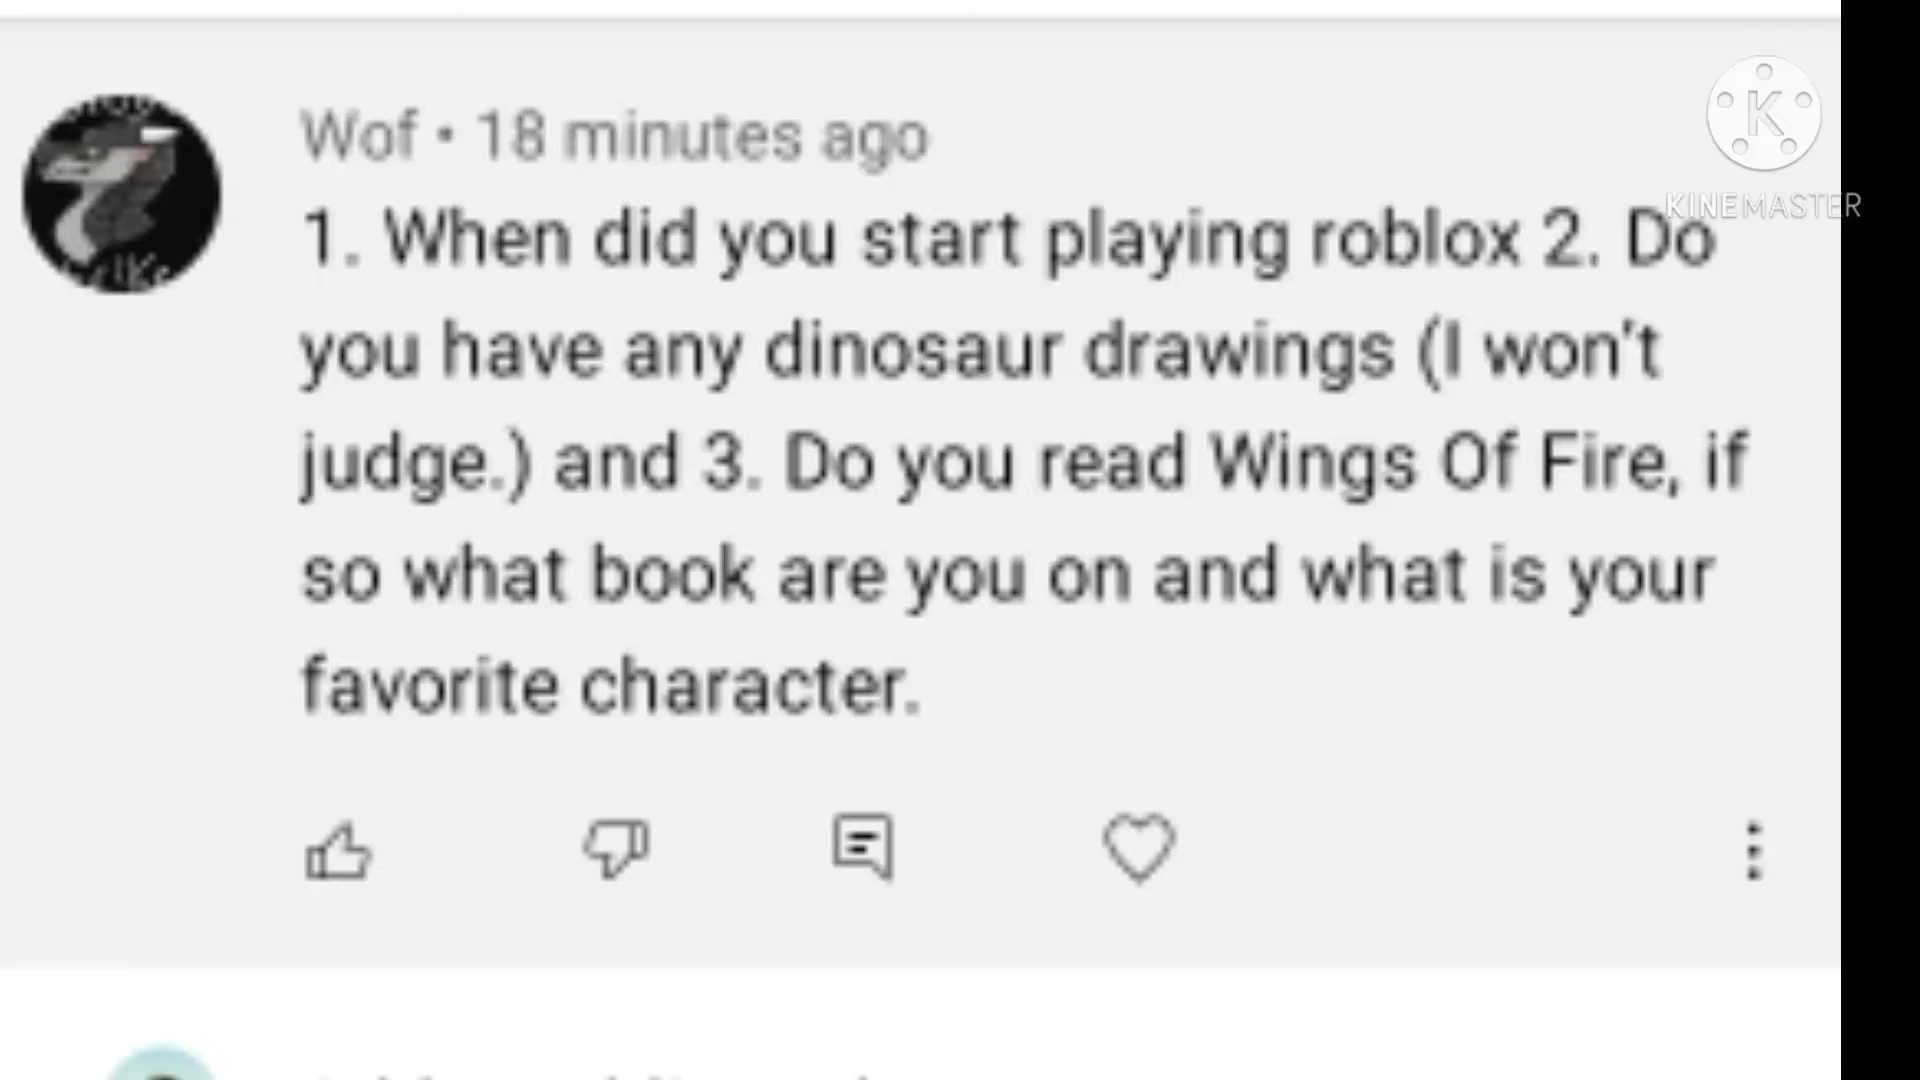 Wof • 18 minutes ago
1. When did you start playing roblox 2. Do
you have any dinosaur drawings (I won't
judge.) and 3. Do you read Wings Of Fire, if
so what book are you on and what is your
favorite character.
K
KINEMASTER